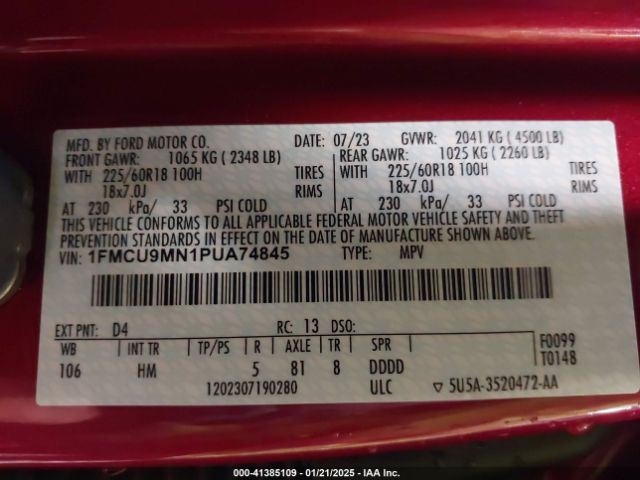 MFD. BY FORD MOTOR CO. DATE: 07/23 GVWR: 2041 KG ( 4500 LB)
FRONT GAWR: 1065 KG ( 2348 LB) REAR GAWR: 1025 KG ( 2260 LB)
WITH 225/60R18 100H TIRES WITH 225/60R18 100H TIRES
18x7.0J RIMS 18x7.0J RIMS
AT 230 kPa/ 33 PSI COLD AT 230 kPa/ 33 PSI COLD
THIS VEHICLE CONFORMS TO ALL APPLICABLE FEDERAL MOTOR VEHICLE SAFETY AND THEFT
PREVENTION STANDARDS IN EFFECT ON THE DATE OF MANUFACTURE SHOWN ABOVE.
VIN: 1FMCU9MN1PUA74845 TYPE: MPV
EXT PNT: D4 RC: 13 DSO:
WB INT TR TP/PS R AXLE TR SPR F0099
106 HM 5 81 8 DDDD T0148
1202307190280 ULC ▽ 5U5A-3520472-AA
000-41385109 - 01/21/2025 - IAA Inc.